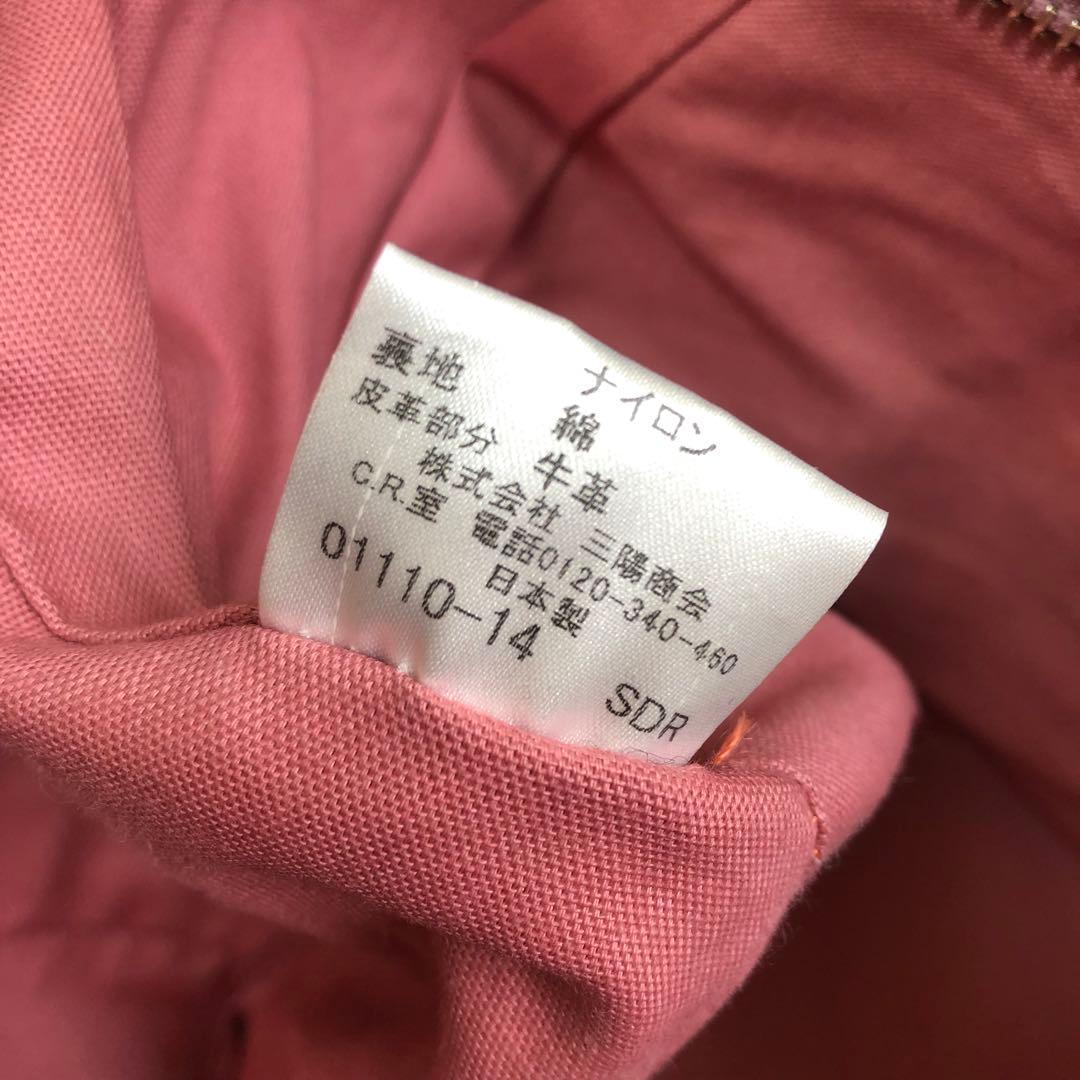 ナイロン
裏地 綿
皮革部分 牛革
株式会社 三陽商会
C.R.室 電話0120-340-460
日本製
01110-14
SDR